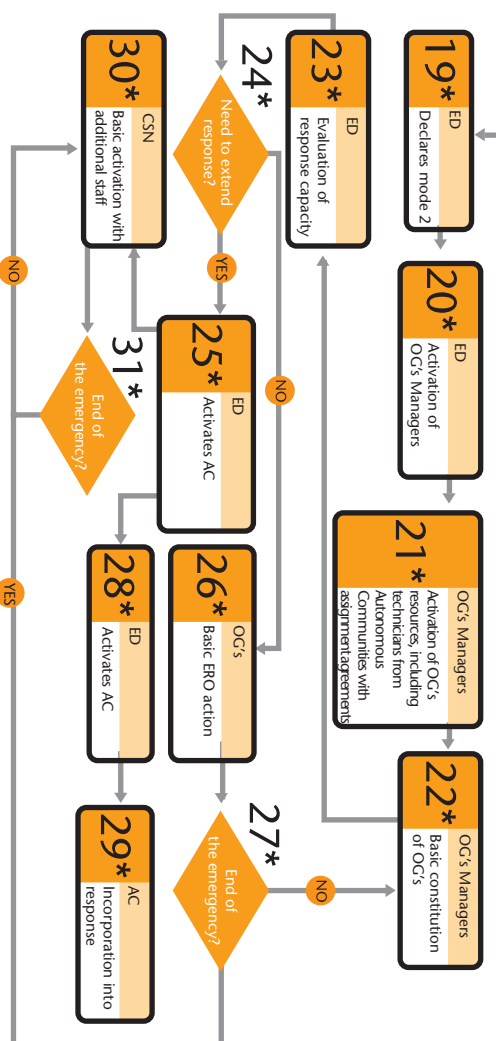 19*
ED
Declares mode 2
20*
ED
Activation of
OG's Managers
21*
OG's Managers
Activation of OG's
resources, including
technicians from
Autonomous
Communities with
assignment agreements
22*
OG's Managers
Basic constitution
of OG's
23*
ED
Evaluation of
response capacity
24*
Need to extend
response?
YES
NO
25*
ED
Activates AC
26*
OG's
Basic ERO action
27*
End of
the emergency?
NO
28*
ED
Activates AC
29*
AC
Incorporation into
response
30*
CSN
Basic activation with
additional staff
31*
End of
the emergency?
NO
YES